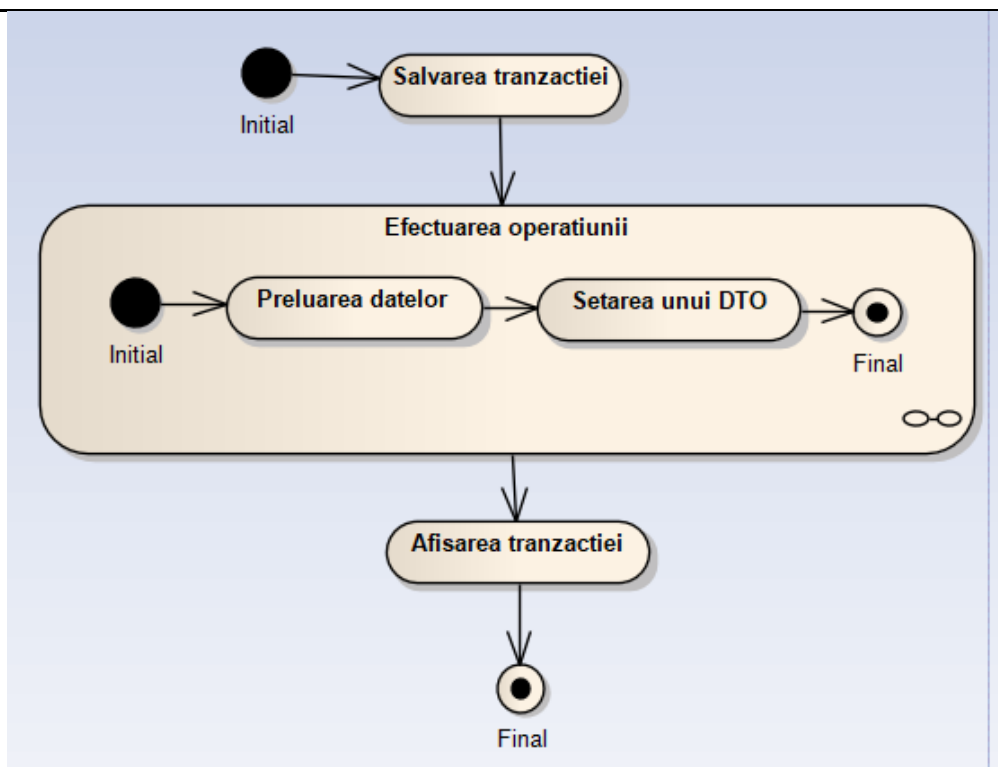 Salvarea tranzactiei
Initial
Efectuarea operatiunii
Preluarea datelor
Setarea unui DTO
Initial
Final
Afisarea tranzactiei
Final